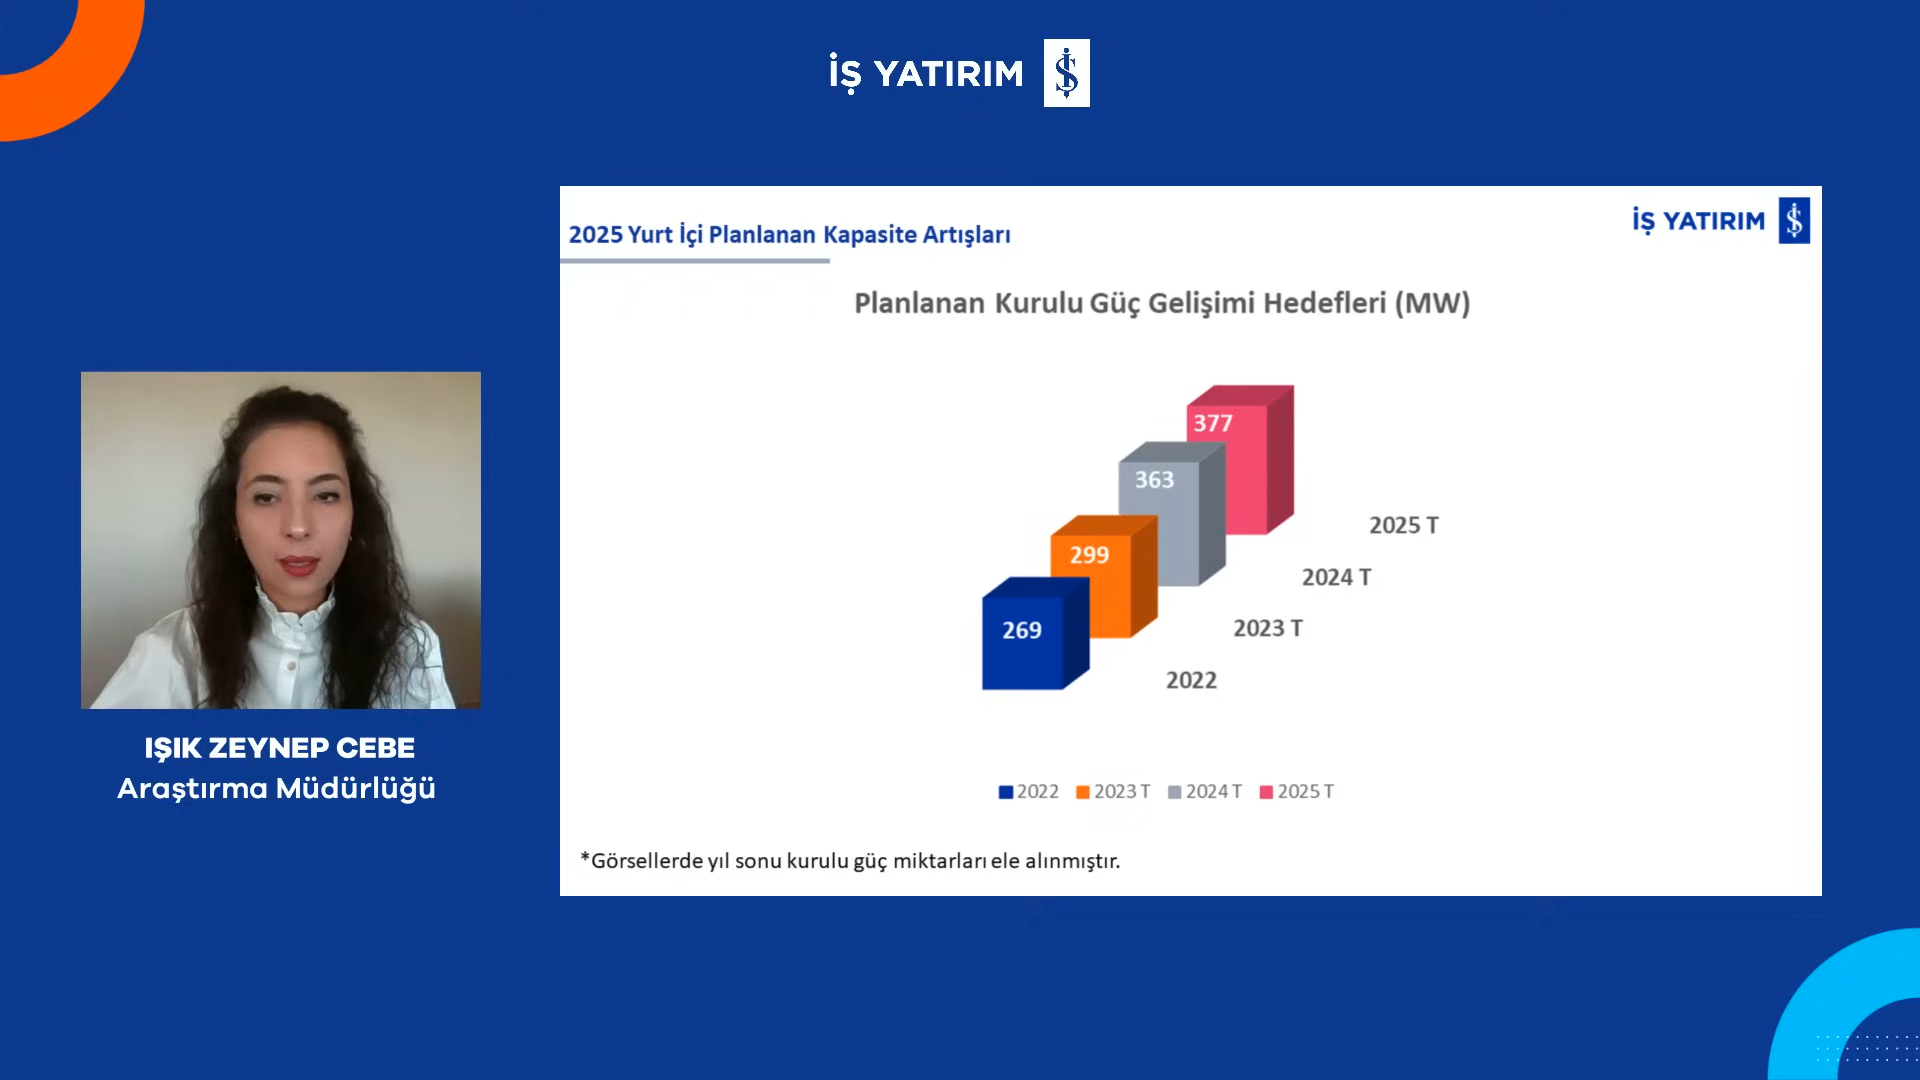 İŞ YATIRIM
İŞ YATIRIM
2025 Yurt İçi Planlanan Kapasite Artışları
Planlanan Kurulu Güç Gelişimi Hedefleri (MW)
377
363
299
269
2025 T
2024 T
2023 T
2022
2022 2023 T 2024 T 2025 T
*Görsellerde yıl sonu kurulu güç miktarları ele alınmıştır.
IŞIK ZEYNEP CEBE
Araştırma Müdürlüğü